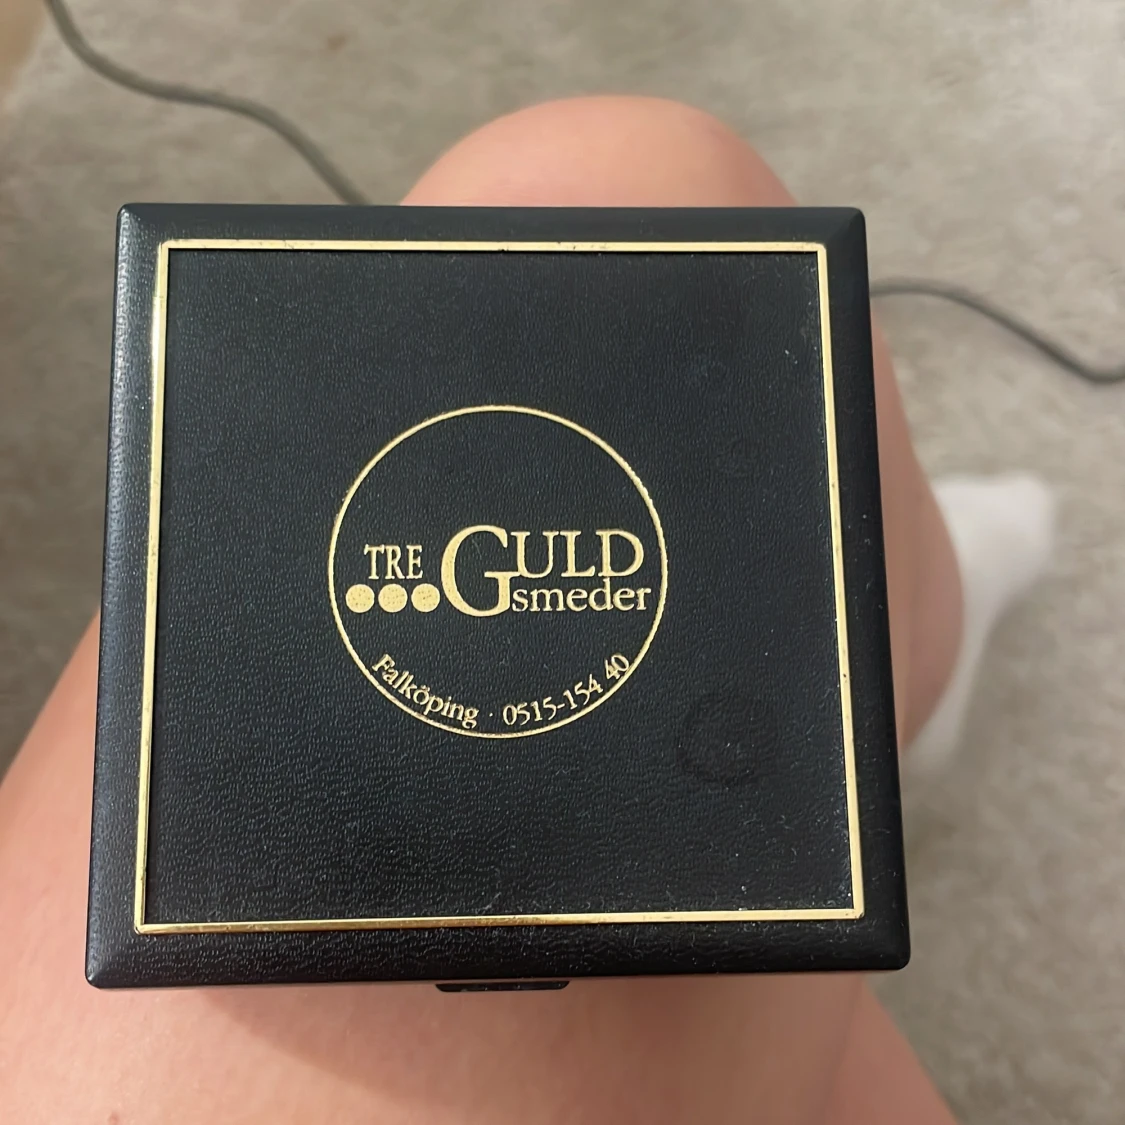 TRE GULD
smeder
Falköping · 0515-154 40